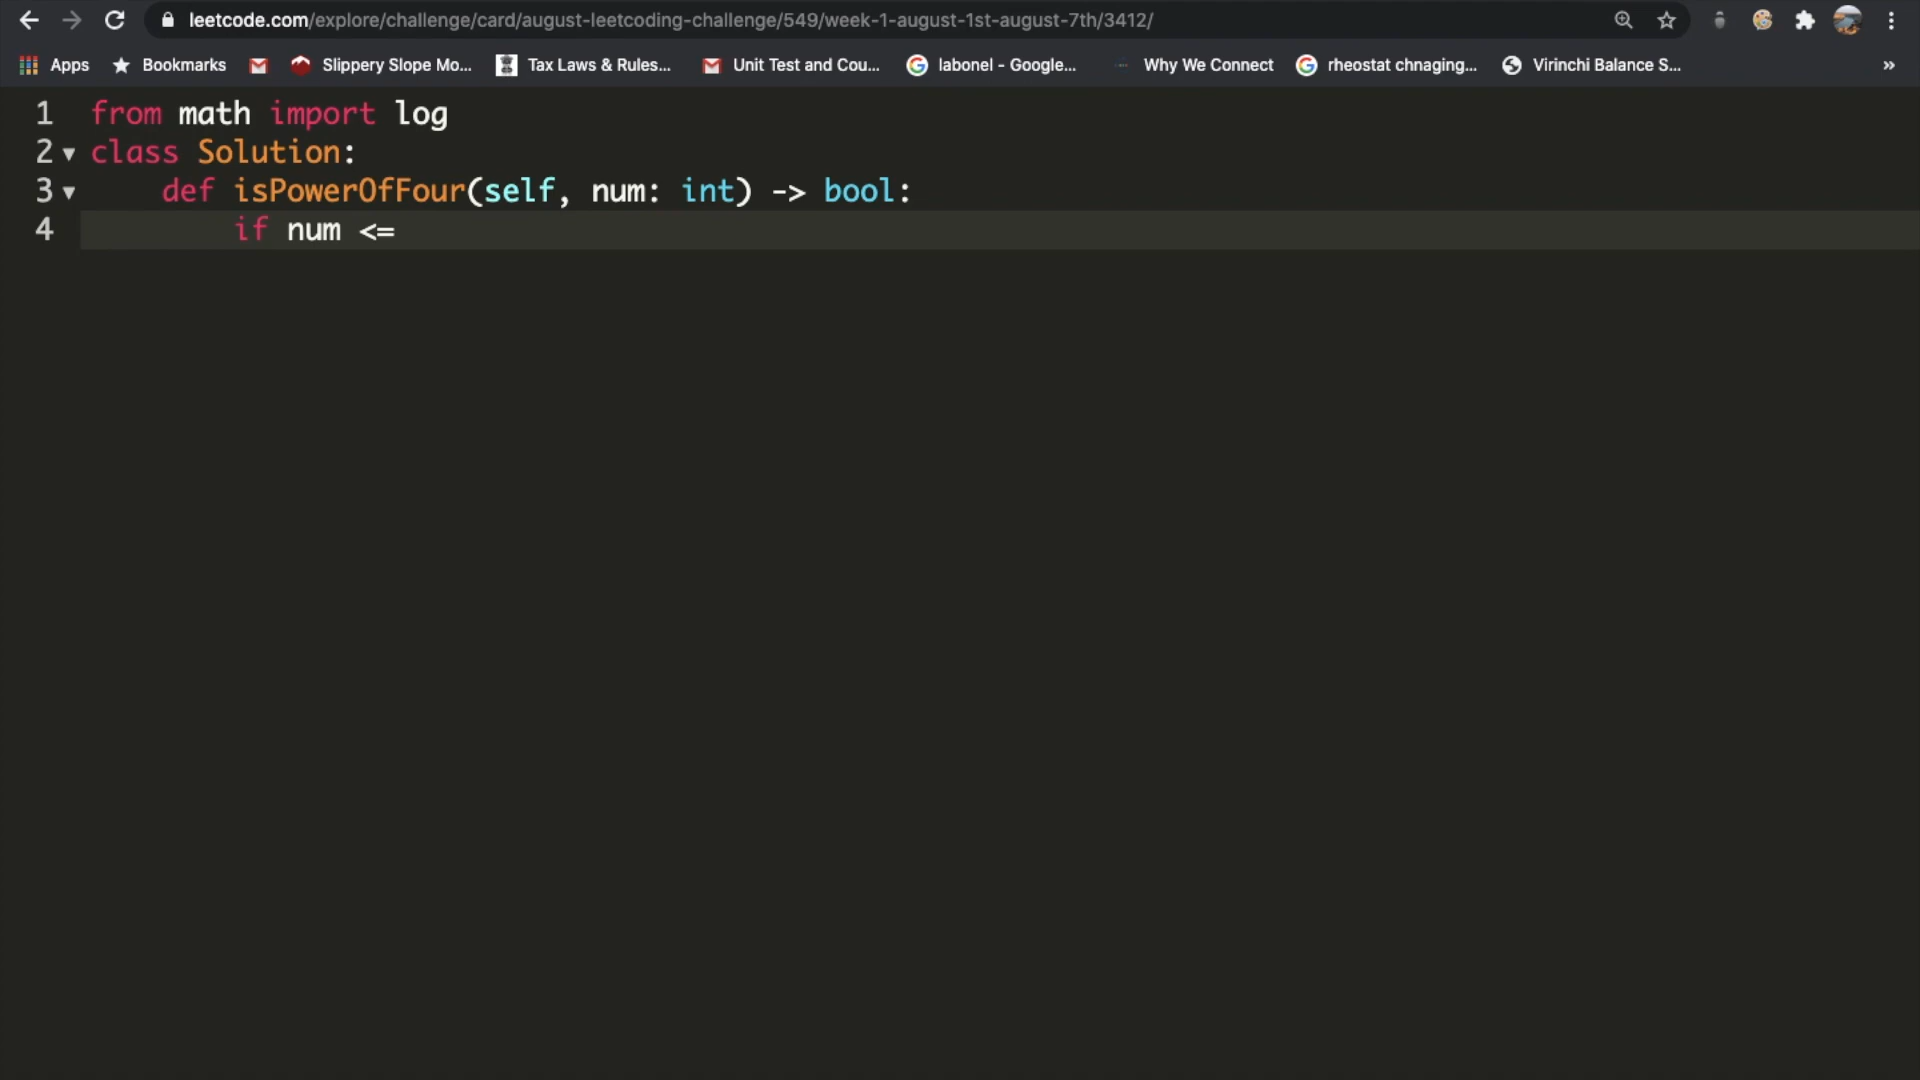 leetcode.com/explore/challenge/card/august-leetcoding-challenge/549/week-1-august-1st-august-7th/3412/
Apps Bookmarks Slippery Slope Mo... Tax Laws & Rules... Unit Test and Cou... labonel - Google... Why We Connect rheostat chnaging... Virinchi Balance S... »
1 from math import log
2 class Solution:
3 def isPowerOfFour(self, num: int) -> bool:
4 if num <=